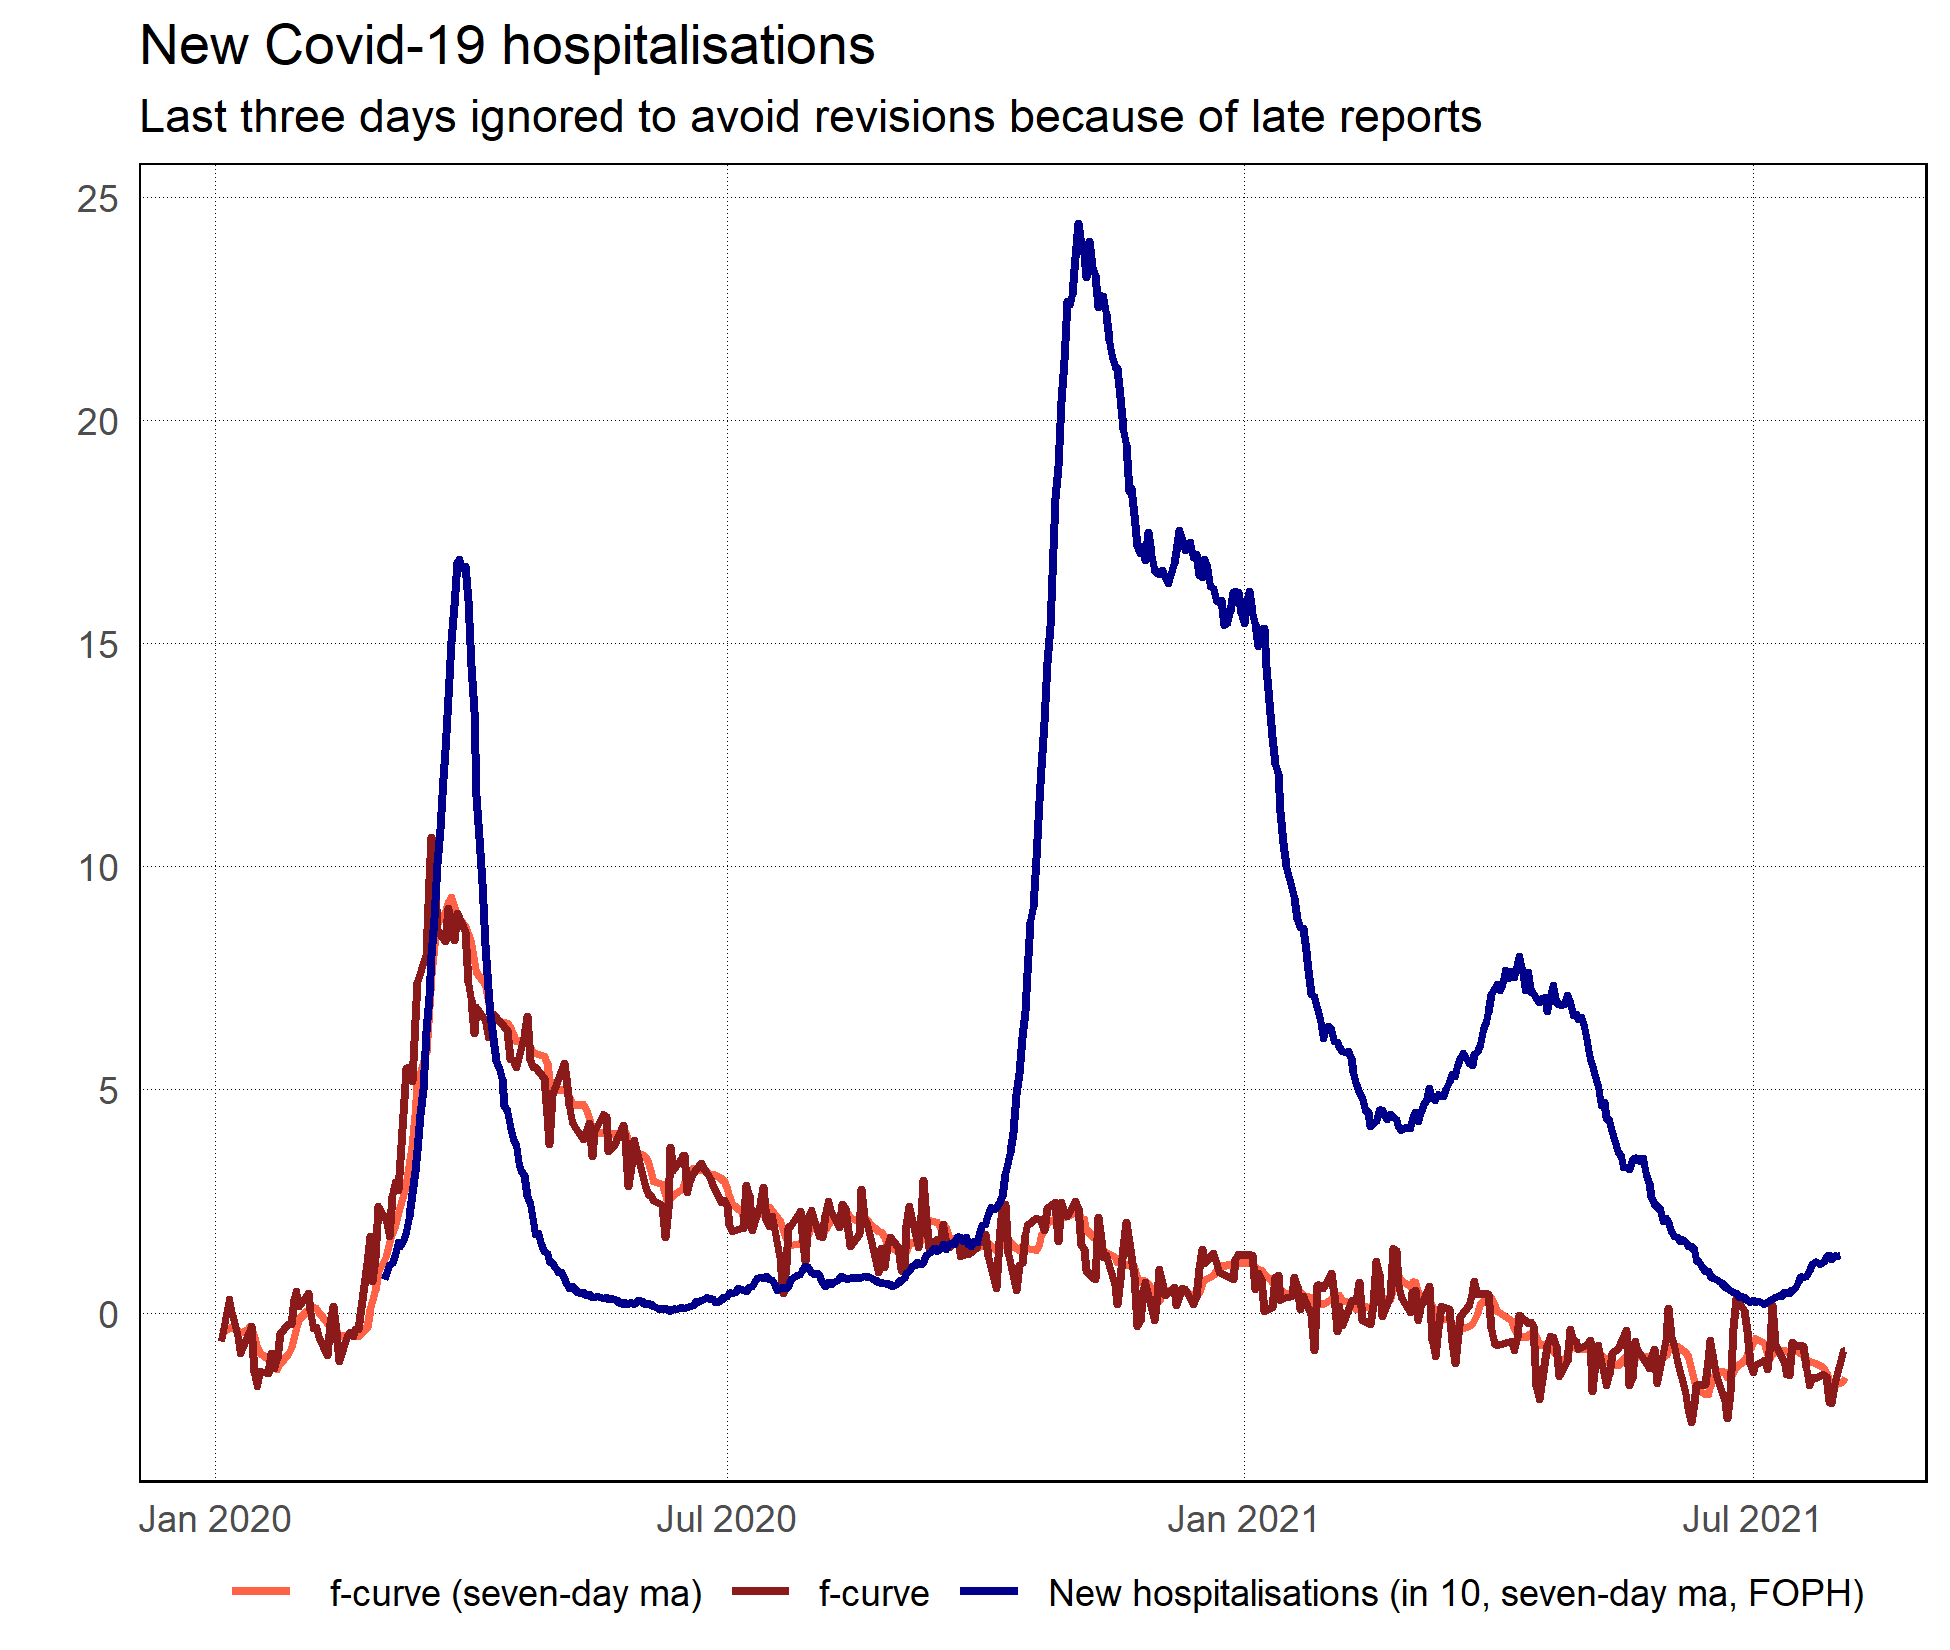 New Covid-19 hospitalisations
Last three days ignored to avoid revisions because of late reports
25
20
15
10
5
0
Jan 2020 Jul 2020 Jan 2021 Jul 2021
f-curve (seven-day ma) f-curve New hospitalisations (in 10, seven-day ma, FOPH)